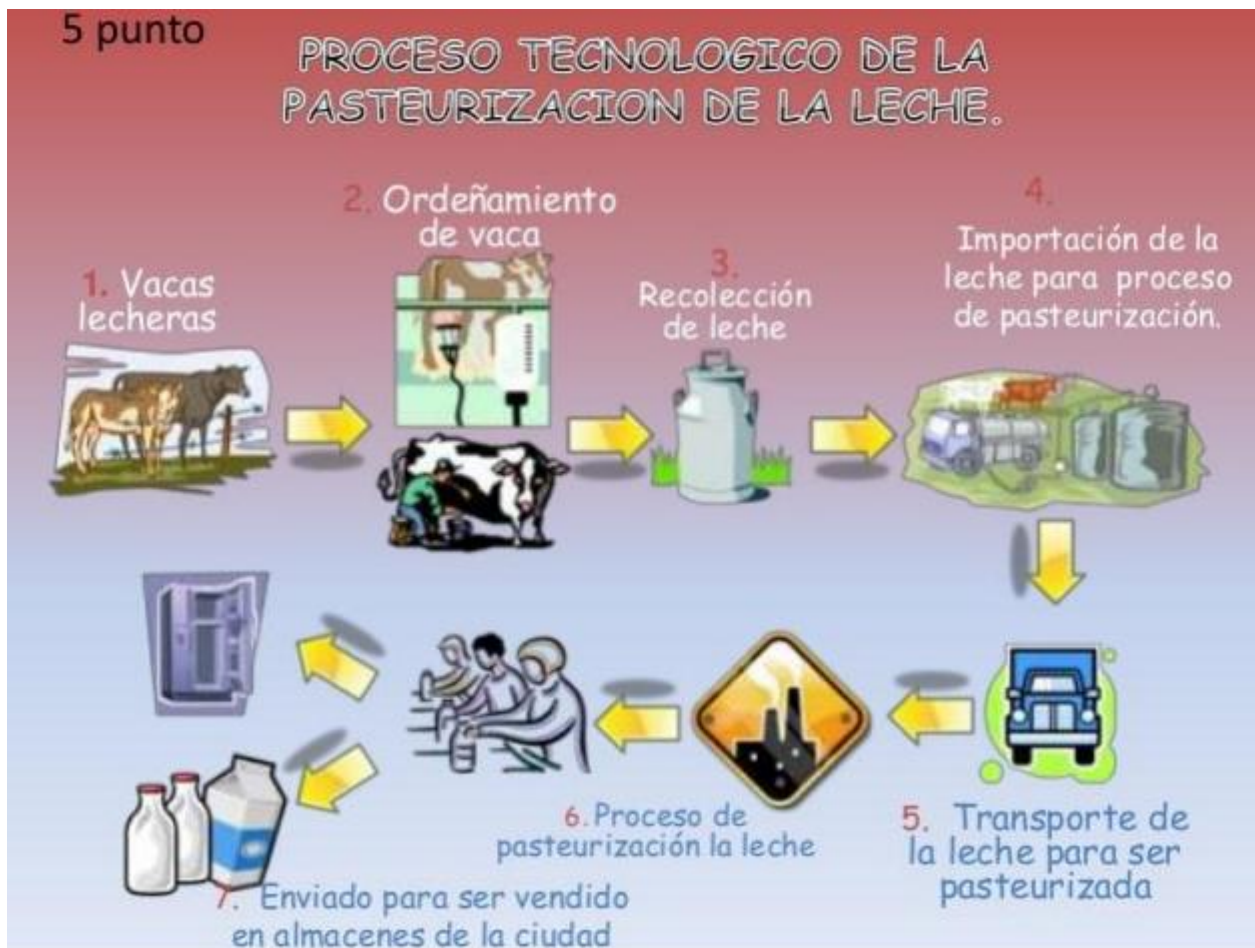 5 punto
PROCESO TECNOLOGICO DE LA
PASTEURIZACION DE LA LECHE.
1. Vacas
lecheras
2. Ordeñamiento
de vaca
3.
Recolección
de leche
4.
Importación de la
leche para proceso
de pasteurización.
5. Transporte de
la leche para ser
pasteurizada
6. Proceso de
pasteurización la leche
7. Enviado para ser vendido
en almacenes de la ciudad